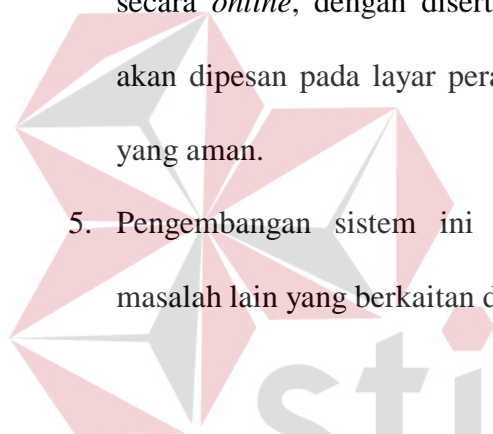 secara online, dengan disert
akan dipesan pada layar pera
yang aman.
5. Pengembangan sistem ini
masalah lain yang berkaitan d
sti